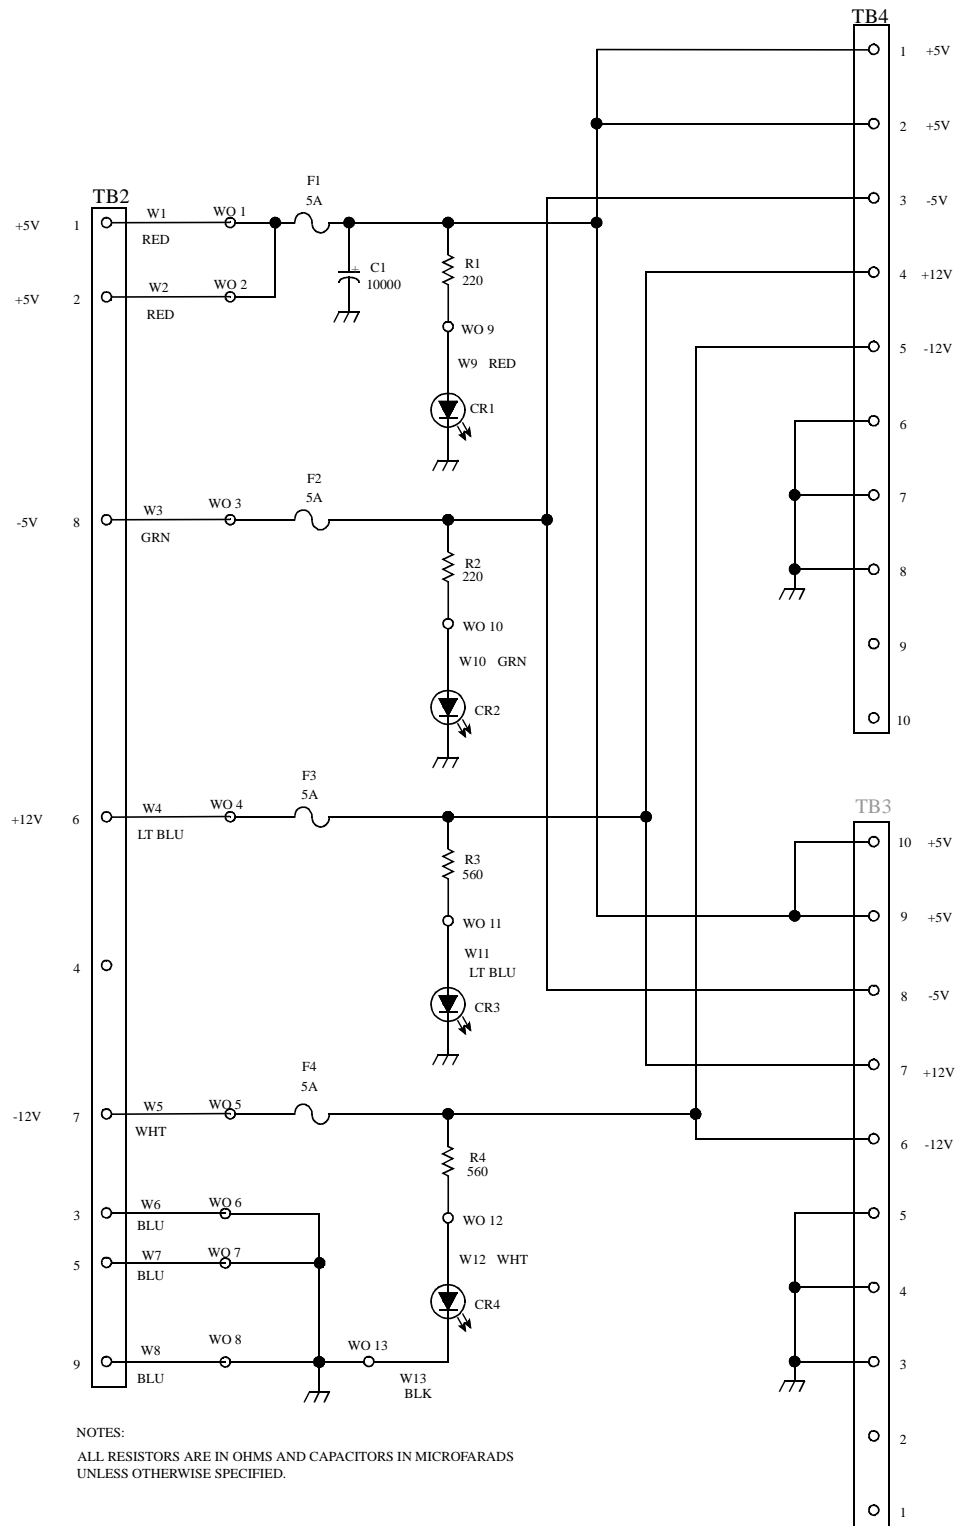 TB4
1 +5V
2 +5V
3 -5V
4 +12V
5 -12V
6
7
8
9
10
TB2
+5V 1
W1
RED
WO 1
F1
5A
+
C1
10000
R1
220
+5V 2
W2
RED
WO 2
WO 9
W9 RED
CR1
-5V 8
W3
GRN
WO 3
F2
5A
R2
220
WO 10
W10 GRN
CR2
+12V 6
W4
LT BLU
WO 4
F3
5A
R3
560
WO 11
W11
LT BLU
CR3
4
-12V 7
W5
WHT
WO 5
F4
5A
R4
560
WO 12
W12 WHT
CR4
3
W6
BLU
WO 6
5
W7
BLU
WO 7
9
W8
BLU
WO 8
WO 13
W13
BLK
TB3
10 +5V
9 +5V
8 -5V
7 +12V
6 -12V
5
4
3
2
1
NOTES:
ALL RESISTORS ARE IN OHMS AND CAPACITORS IN MICROFARADS
UNLESS OTHERWISE SPECIFIED.